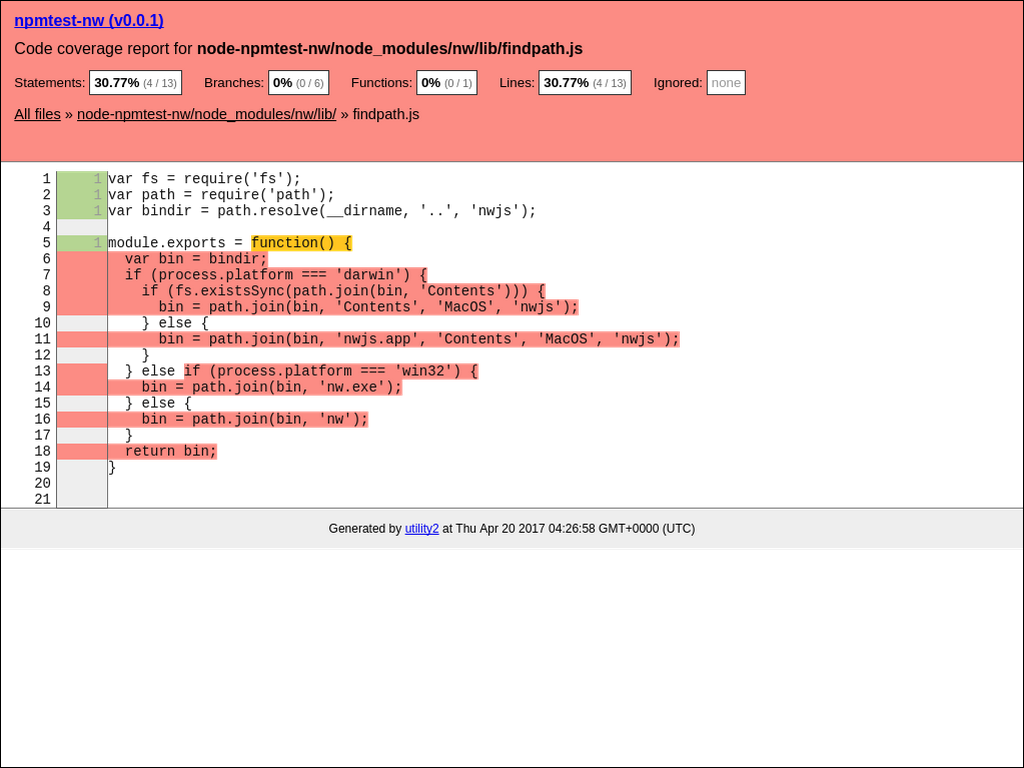 npmtest-nw (v0.0.1)
Code coverage report for node-npmtest-nw/node_modules/nw/lib/findpath.js
Statements: 30.77% (4 / 13) Branches: 0% (0 / 6) Functions: 0% (0 / 1) Lines: 30.77% (4 / 13) Ignored: none
All files » node-npmtest-nw/node_modules/nw/lib/ » findpath.js
1 1 var fs = require('fs');
2 1 var path = require('path');
3 1 var bindir = path.resolve(__dirname, '..', 'nwjs');
4
5 1 module.exports = function() {
6 var bin = bindir;
7 if (process.platform === 'darwin') {
8 if (fs.existsSync(path.join(bin, 'Contents'))) {
9 bin = path.join(bin, 'Contents', 'MacOS', 'nwjs');
10 } else {
11 bin = path.join(bin, 'nwjs.app', 'Contents', 'MacOS', 'nwjs');
12 }
13 } else if (process.platform === 'win32') {
14 bin = path.join(bin, 'nw.exe');
15 } else {
16 bin = path.join(bin, 'nw');
17 }
18 return bin;
19 }
20
21
Generated by utility2 at Thu Apr 20 2017 04:26:58 GMT+0000 (UTC)